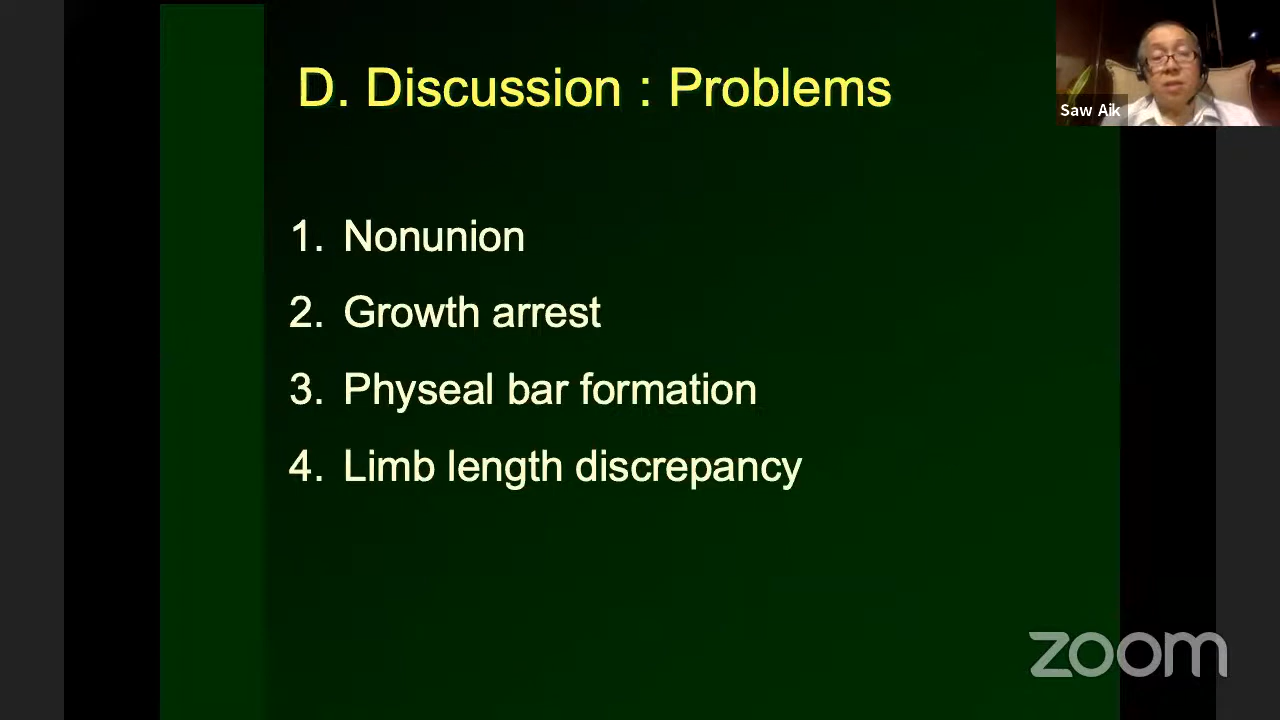 D. Discussion : Problems
Saw Aik
1. Nonunion
2. Growth arrest
3. Physeal bar formation
4. Limb length discrepancy
zoom